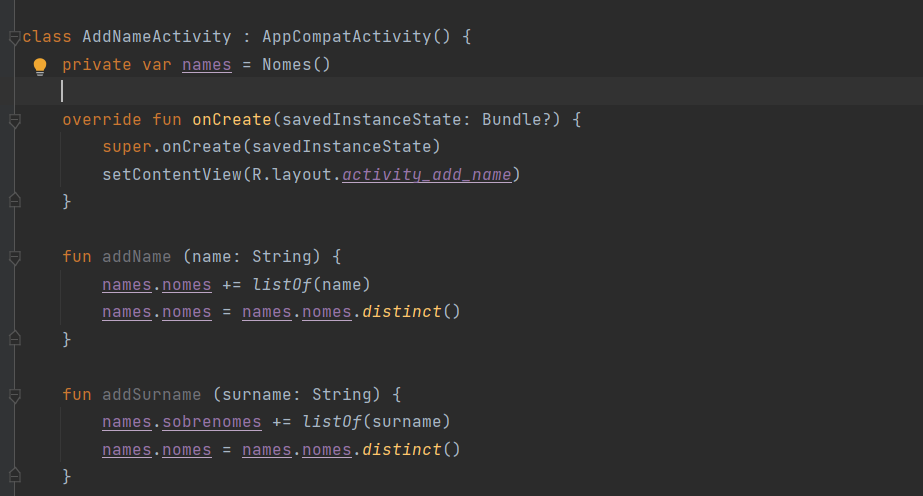 class AddNameActivity : AppCompatActivity() {
private var names = Nomes()
override fun onCreate(savedInstanceState: Bundle?) {
super.onCreate(savedInstanceState)
setContentView(R.layout.activity_add_name)
}
fun addName (name: String) {
names.nomes += listOf(name)
names.nomes = names.nomes.distinct()
}
fun addSurname (surname: String) {
names.sobrenomes += listOf(surname)
names.nomes = names.nomes.distinct()
}